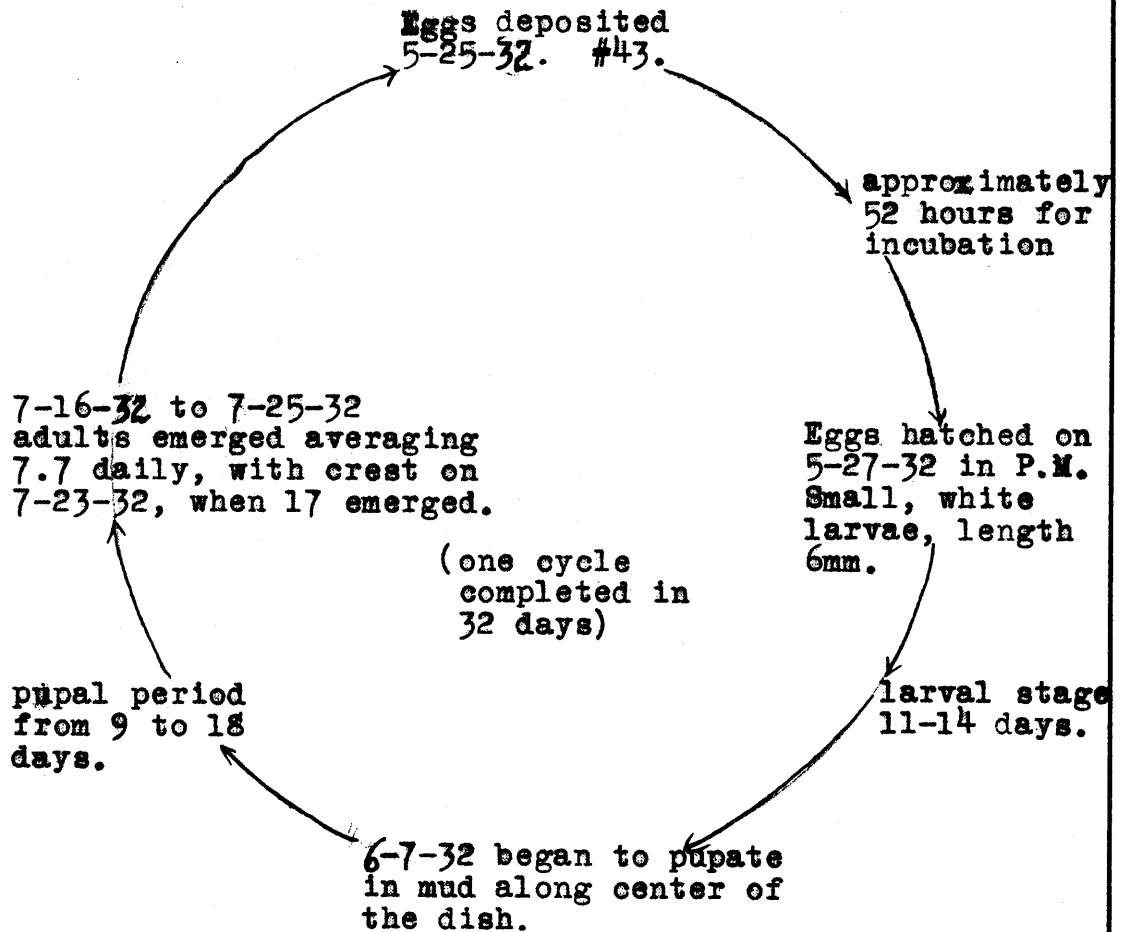 Eggs deposited
5-25-32. #43.
approximately
52 hours for
incubation
Eggs hatched on
5-27-32 in P.M.
Small, white
larvae, length
6mm.
larval stage
11-14 days.
6-7-32 began to pupate
in mud along center of
the dish.
pupal period
from 9 to 18
days.
7-16-32 to 7-25-32
adults emerged averaging
7.7 daily, with crest on
7-23-32, when 17 emerged.
(one cycle
completed in
32 days)